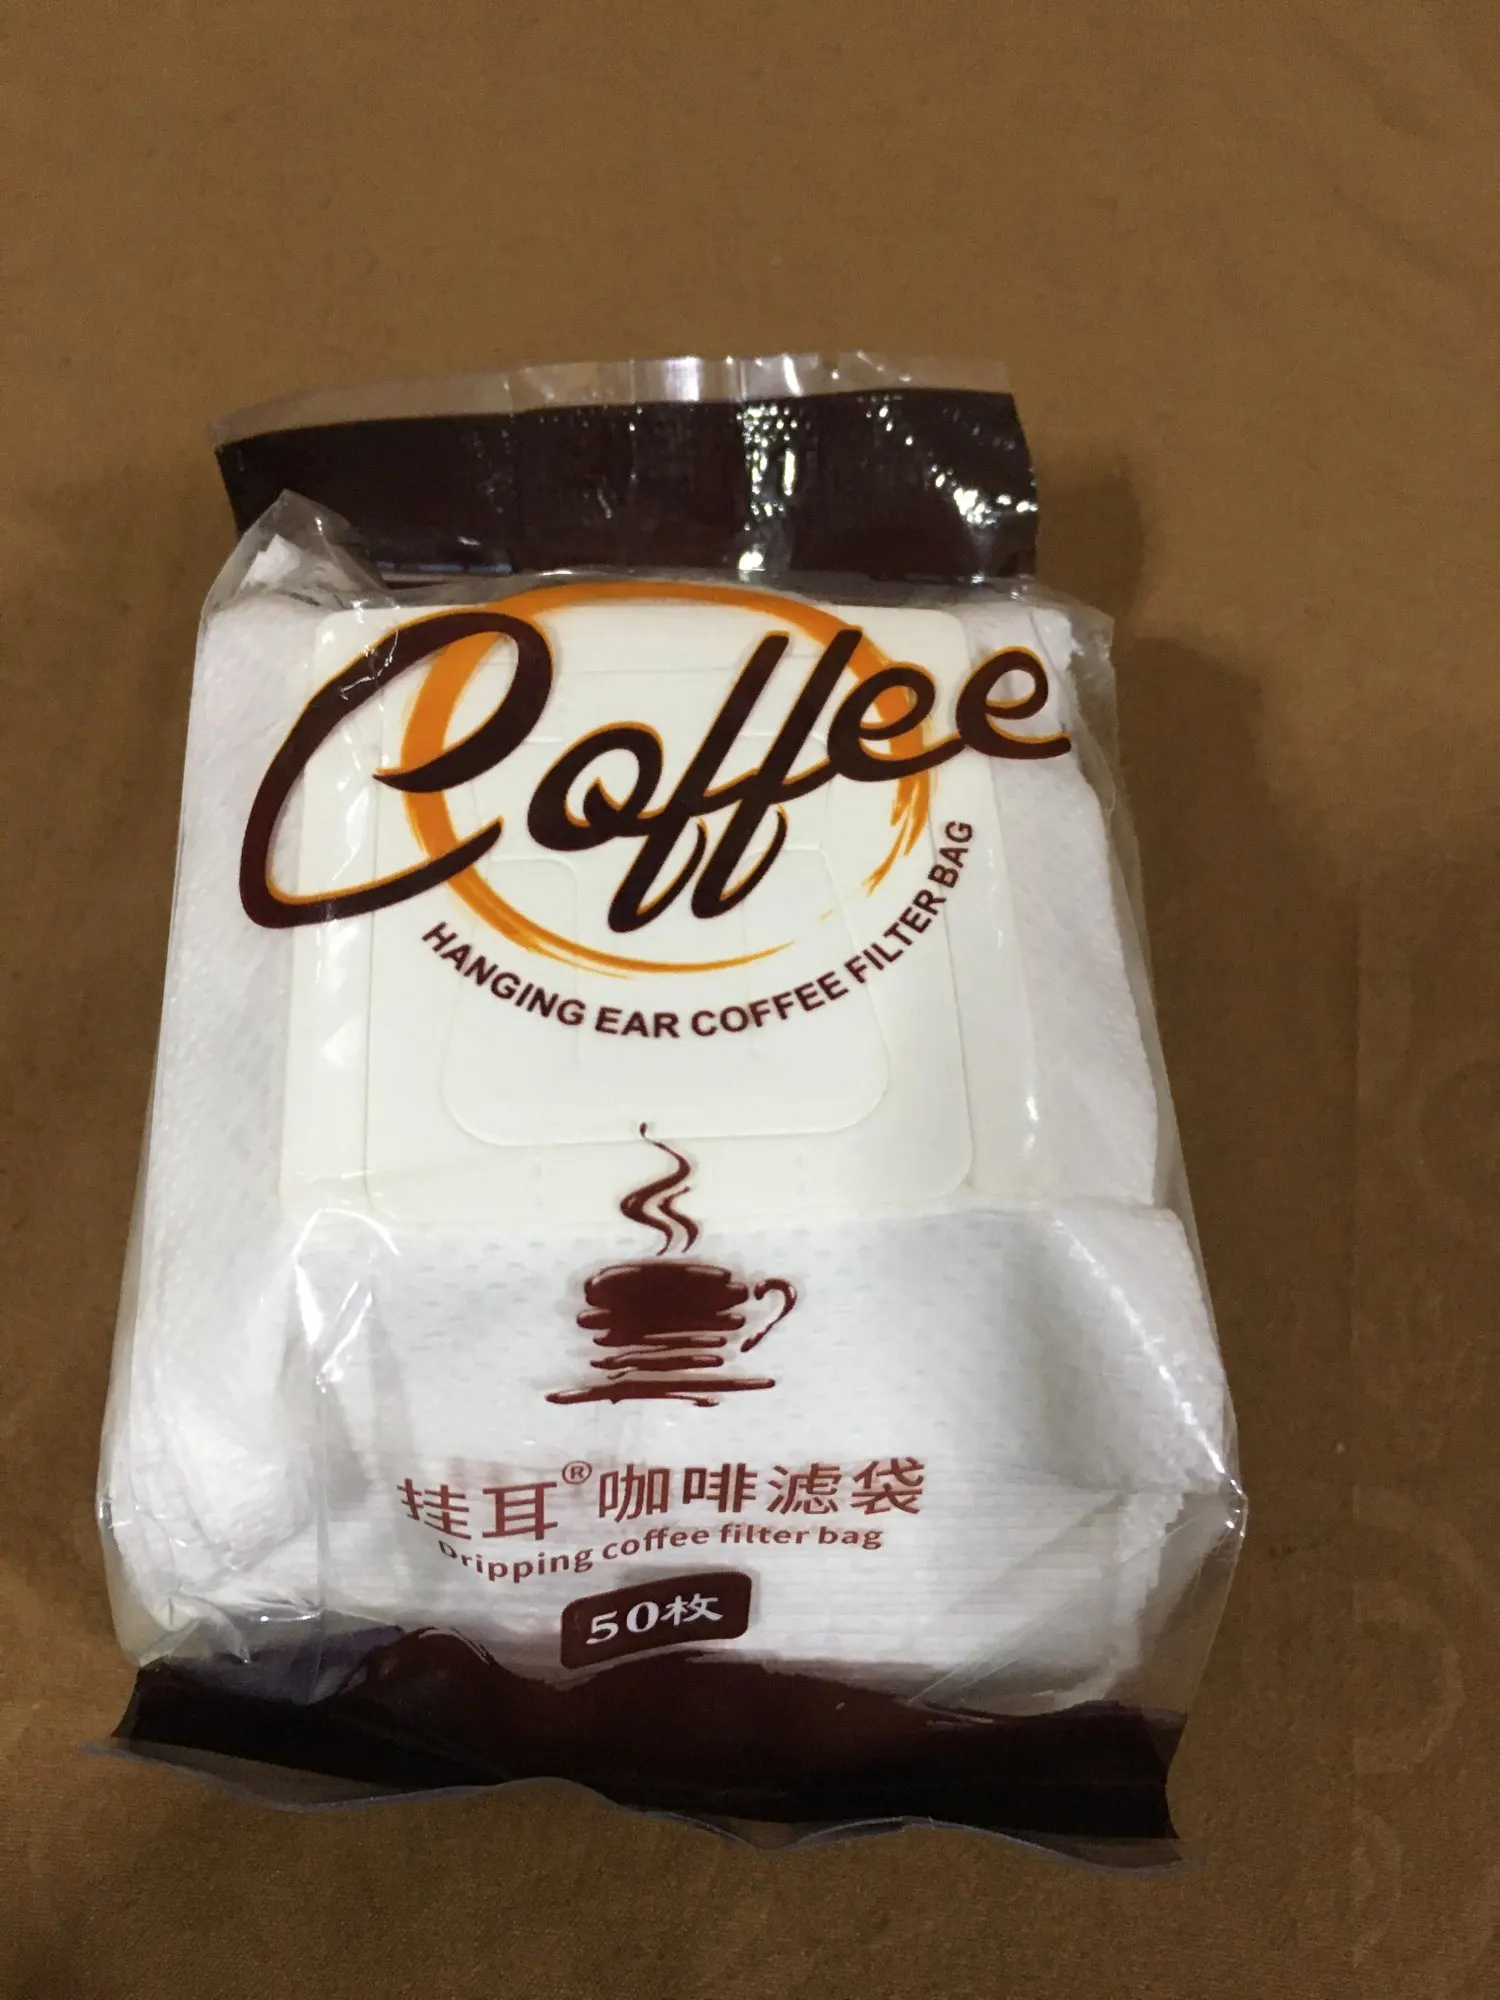 Coffee
HANGING EAR COFFEE FILTER BAG
挂耳®咖啡滤袋
Dripping coffee filter bag
50枚